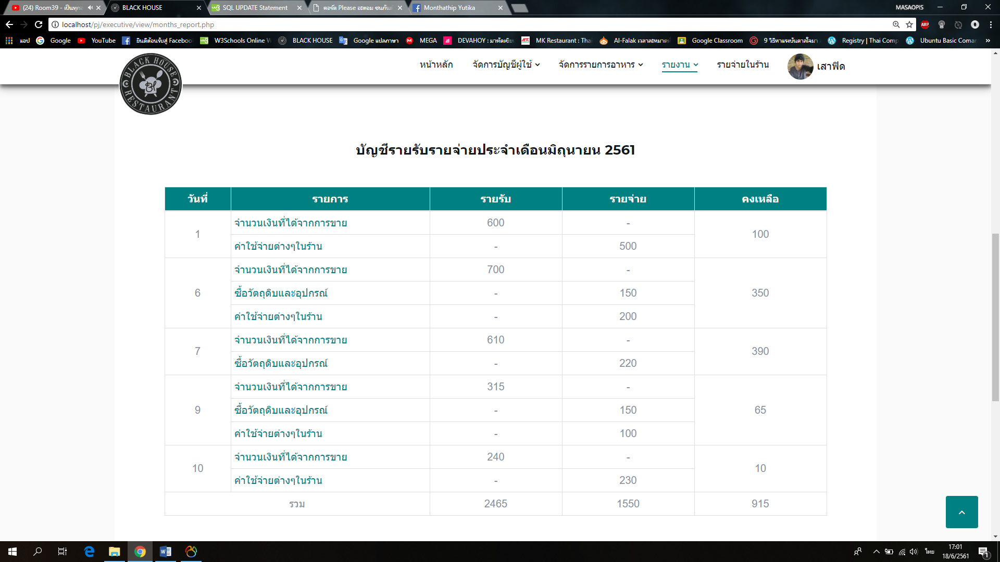 (24) Room39 - เป็นทุกอ
BLACK HOUSE
SQL UPDATE Statement
คอร์ด Please อะตอม ชนกันต
Monthathip Yutika
MASAOPIS
localhost/pj/executive/view/months_report.php
ABP
แอป
Google
YouTube
ยินดีต้อนรับสู่ Faceboo
W3Schools Online W
BLACK HOUSE
Google แปลภาษา
MEGA
DEVAHOY : มาหัดเขีย
MK Restaurant : Tha
Al-Falak เวลาละหมาด
Google Classroom
9 วิธีหาแรงบันดาลใจมา
Registry | Thai Comp
Ubuntu Basic Coma
»
BLACK HOUSE
BH
RESTAURANT
หน้าหลัก
จัดการบัญชีผู้ใช้
จัดการรายการอาหาร
รายงาน
รายจ่ายในร้าน
เสาฟิด
บัญชีรายรับรายจ่ายประจำเดือนมิถุนายน 2561
วันที่ รายการ รายรับ รายจ่าย คงเหลือ
1 จำนวนเงินที่ได้จากการขาย 600 - 100
ค่าใช้จ่ายต่างๆในร้าน - 500
6 จำนวนเงินที่ได้จากการขาย 700 - 350
ซื้อวัตถุดิบและอุปกรณ์ - 150
ค่าใช้จ่ายต่างๆในร้าน - 200
7 จำนวนเงินที่ได้จากการขาย 610 - 390
ซื้อวัตถุดิบและอุปกรณ์ - 220
9 จำนวนเงินที่ได้จากการขาย 315 - 65
ซื้อวัตถุดิบและอุปกรณ์ - 150
ค่าใช้จ่ายต่างๆในร้าน - 100
10 จำนวนเงินที่ได้จากการขาย 240 - 10
ค่าใช้จ่ายต่างๆในร้าน - 230
รวม 2465 1550 915
ไทย
17:01
18/6/2561
1